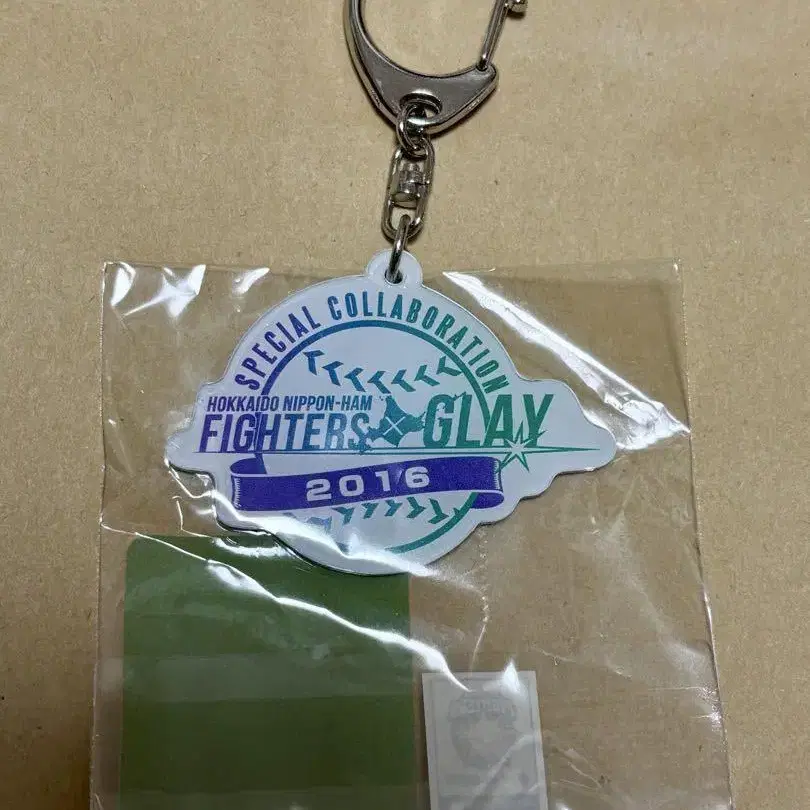 SPECIAL COLLABORATION
HOKKAIDO NIPPON-HAM
FIGHTERS × GLAY
2016